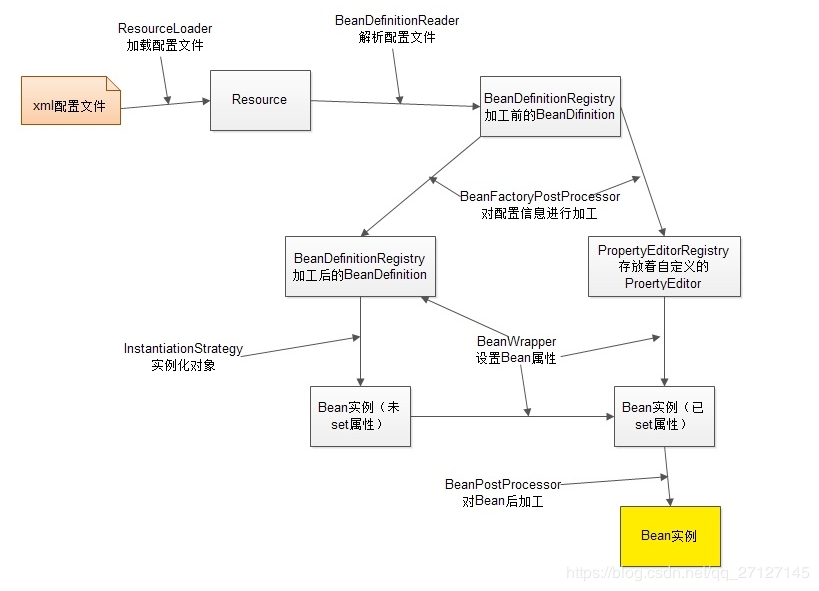 ResourceLoader
加载配置文件
BeanDefinitionReader
解析配置文件
xml配置文件
Resource
BeanDefinitionRegistry
加工前的BeanDifinition
BeanFactoryPostProcessor
对配置信息进行加工
BeanDefinitionRegistry
加工后的BeanDefinition
PropertyEditorRegistry
存放着自定义的
ProertyEditor
InstantiationStrategy
实例化对象
BeanWrapper
设置Bean属性
Bean实例（未
set属性）
Bean实例（已
set属性）
BeanPostProcessor
对Bean后加工
Bean实例
https://blog.csdn.net/qq_27127145